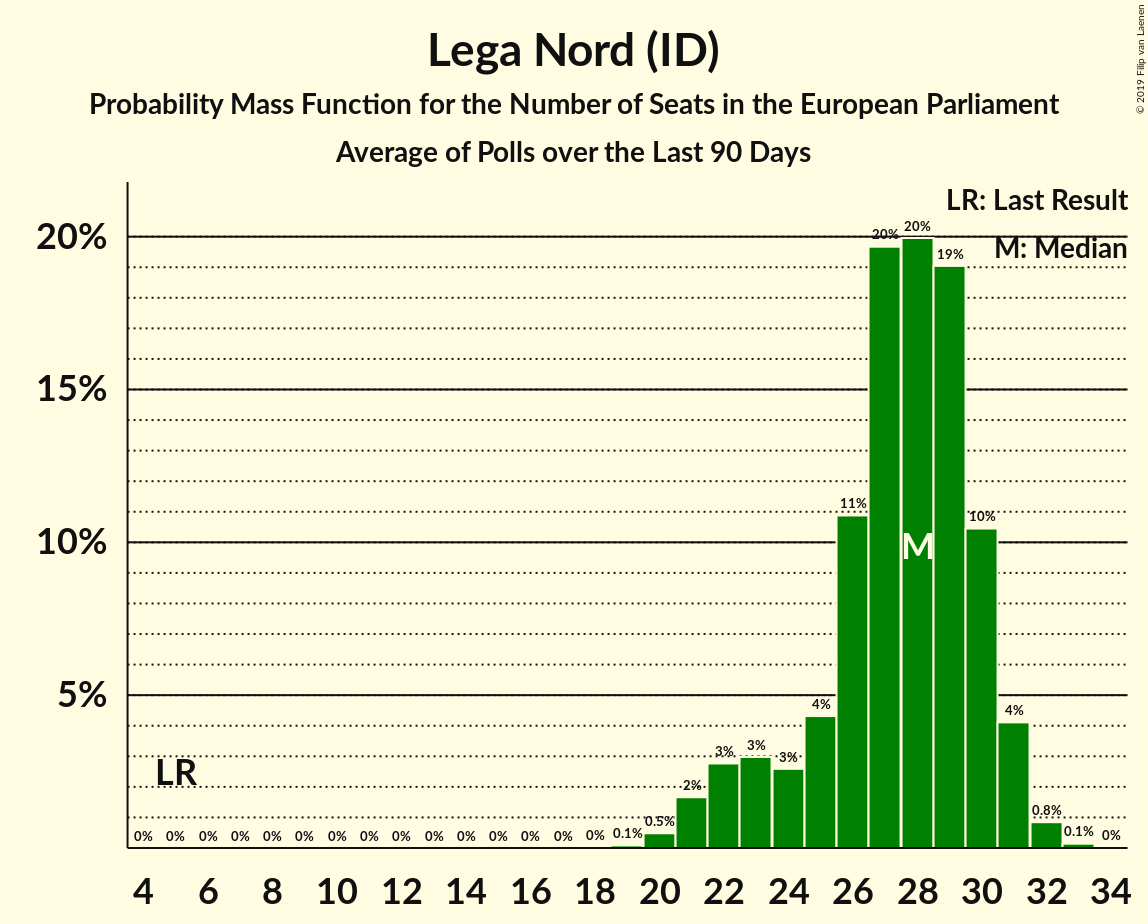 Lega Nord (ID)
Probability Mass Function for the Number of Seats in the European Parliament
Average of Polls over the Last 90 Days
© 2019 Filip van Laenen
LR: Last Result
M: Median
20%
15%
10%
5%
0% 0% 0% 0% 0% 0% 0% 0% 0% 0% 0% 0% 0% 0% 0% 0.1% 0.5% 2% 3% 3% 3% 4% 11% 20% 20% 19% 10% 4% 0.8% 0.1% 0%
LR
M
4 6 8 10 12 14 16 18 20 22 24 26 28 30 32 34